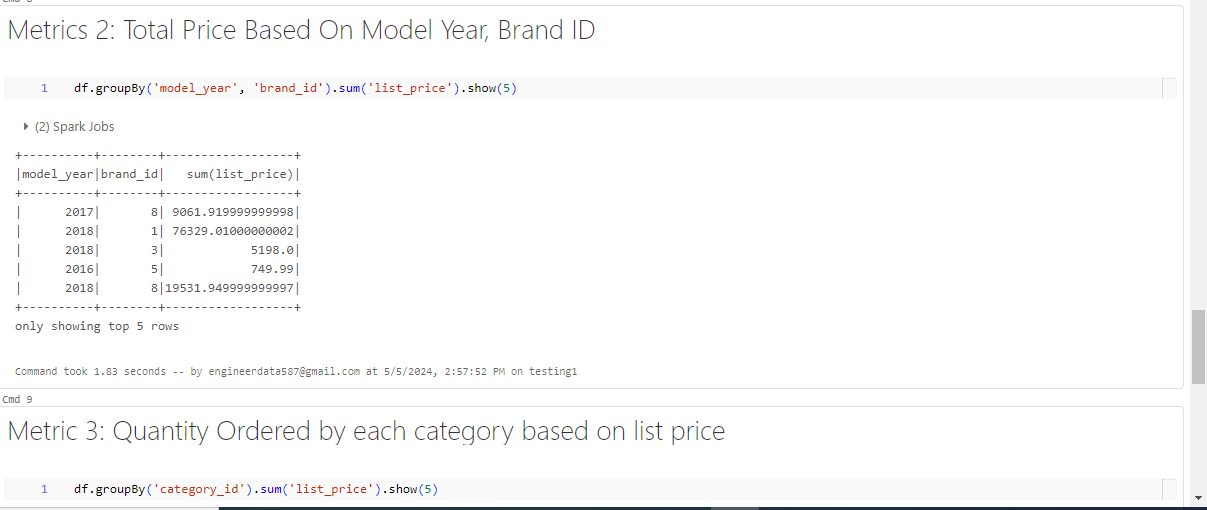 Metrics 2: Total Price Based On Model Year, Brand ID
1 df.groupBy('model_year', 'brand_id').sum('list_price').show(5)
(2) Spark Jobs
+----------+--------+------------------+
|model_year|brand_id|   sum(list_price)|
+----------+--------+------------------+
|      2017|       8| 9061.919999999998|
|      2018|       1| 76329.01000000002|
|      2018|       3|            5198.0|
|      2016|       5|            749.99|
|      2018|       8|19531.949999999997|
+----------+--------+------------------+
only showing top 5 rows
Command took 1.83 seconds -- by engineerdata587@gmail.com at 5/5/2024, 2:57:52 PM on testing1
Cmd 9
Metric 3: Quantity Ordered by each category based on list price
1 df.groupBy('category_id').sum('list_price').show(5)